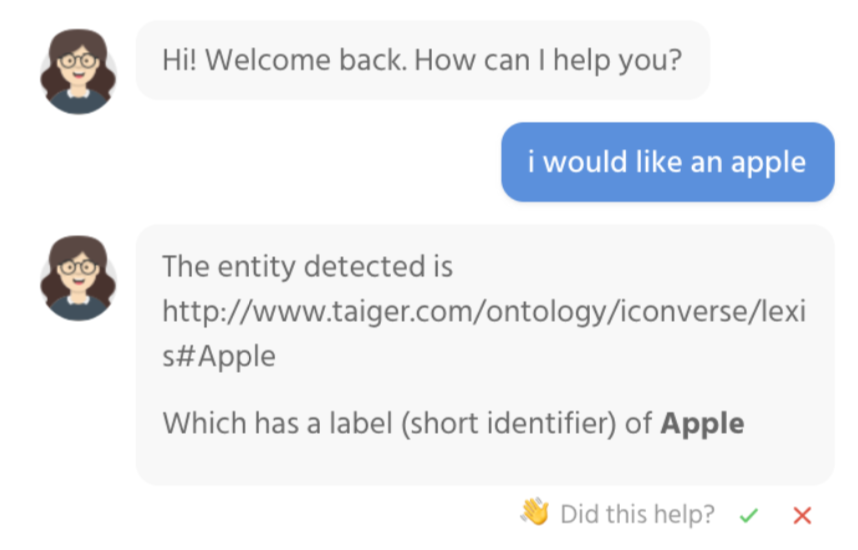 Hi! Welcome back. How can I help you?
i would like an apple
The entity detected is
http://www.taiger.com/ontology/iconverse/lexi
s#Apple
Which has a label (short identifier) of Apple
👋 Did this help? ✓ ✕